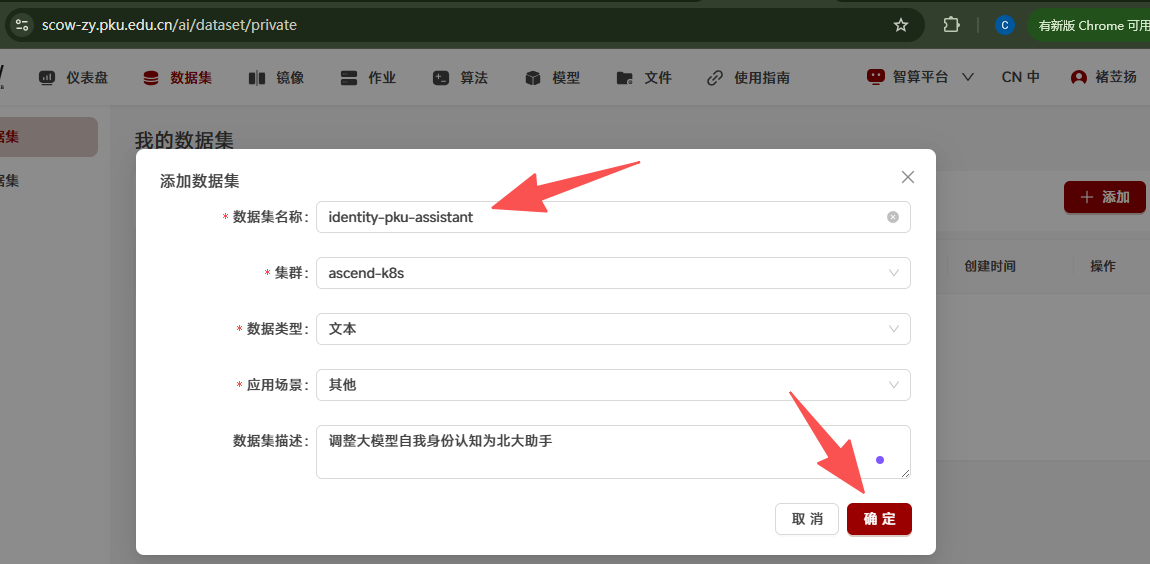 scow-zy.pku.edu.cn/ai/dataset/private
C
有新版 Chrome 可用
仪表盘 数据集 镜像 作业 算法 模型 文件 使用指南 智算平台 CN 中 褚苙扬
据集
我的数据集
据集
添加
创建时间 操作
添加数据集
* 数据集名称: identity-pku-assistant
* 集群: ascend-k8s
* 数据类型: 文本
* 应用场景: 其他
数据集描述: 调整大模型自我身份认知为北大助手
取 消 确 定